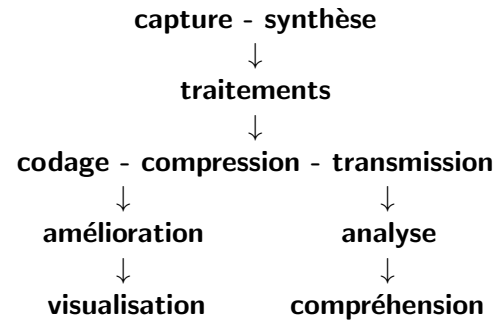 capture - synthèse
↓
traitements
↓
codage - compression - transmission
↓ ↓
amélioration analyse
↓ ↓
visualisation compréhension